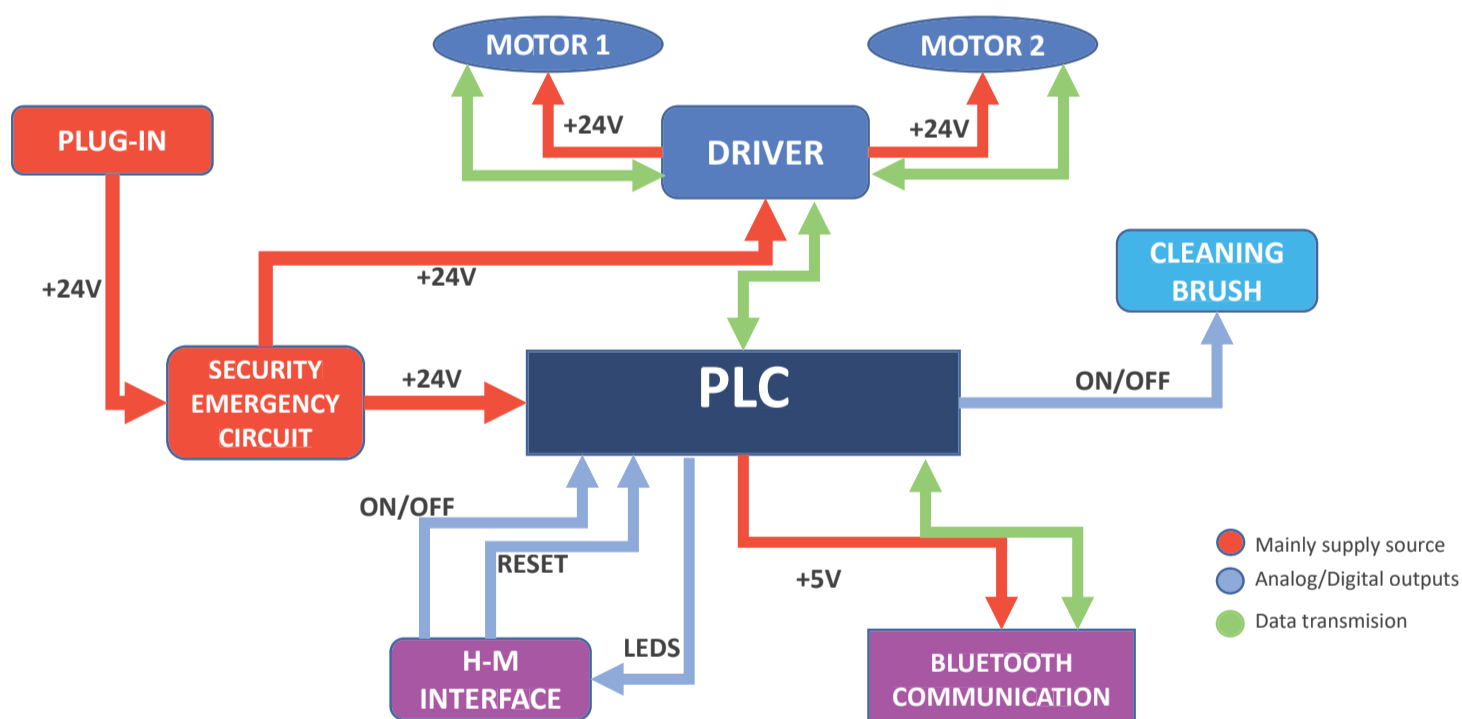 MOTOR 1
MOTOR 2
PLUG-IN
+24V
DRIVER
+24V
CLEANING
BRUSH
+24V
+24V
SECURITY
EMERGENCY
CIRCUIT
+24V
PLC
ON/OFF
ON/OFF
RESET
+5V
LEDS
H-M
INTERFACE
BLUETOOTH
COMMUNICATION
Mainly supply source
Analog/Digital outputs
Data transmision